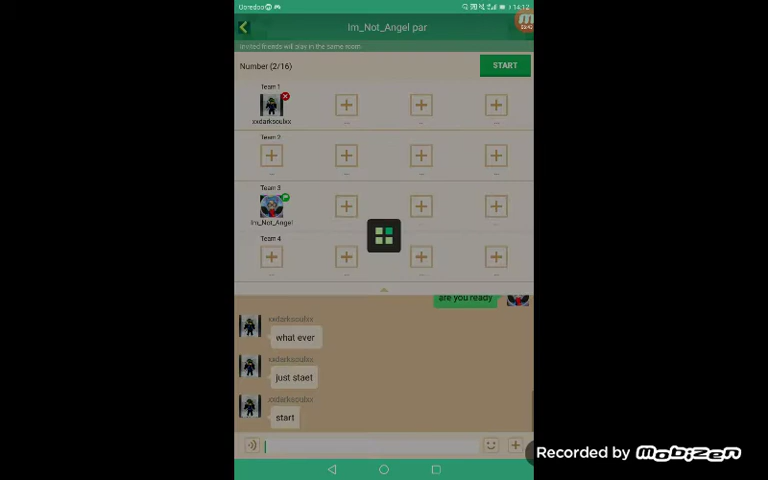 Ooredoo
14:12
Im_Not_Angel par
Invited friends will play in the same room
Number (2/16)
START
Team 1
xxdarksoulxx
Team 2
Team 3
Im_Not_Angel
Team 4
are you ready
xxdarksoulxx
what ever
xxdarksoulxx
just staet
xxdarksoulxx
start
Recorded by Mobizen